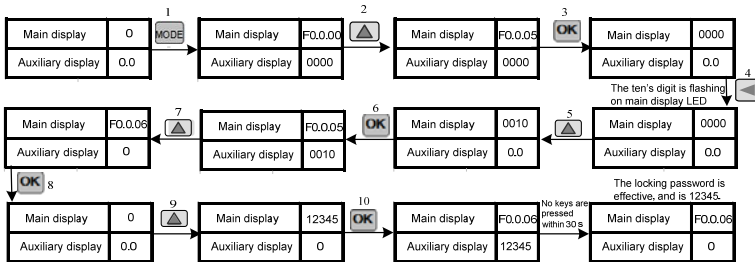 1 2 3
Main display 0 MODE Main display F0.0.00 Main display F0.0.05 OK Main display 0000
Auxiliary display 0.0 Auxiliary display 0000 Auxiliary display 0000 Auxiliary display 0.0
4
The ten's digit is flashing
on main display LED
7 6 5
Main display F0.0.06 Main display F0.0.05 OK Main display 0010 Main display 0000
Auxiliary display 0 Auxiliary display 0010 Auxiliary display 0.0 Auxiliary display 0.0
OK 8
The locking password is
effective, and is 12345.
9 10
No keys are
pressed
within 30 s
Main display 0 Main display 12345 OK Main display F0.0.06 Main display F0.0.06
Auxiliary display 0.0 Auxiliary display 0 Auxiliary display 12345 Auxiliary display 0